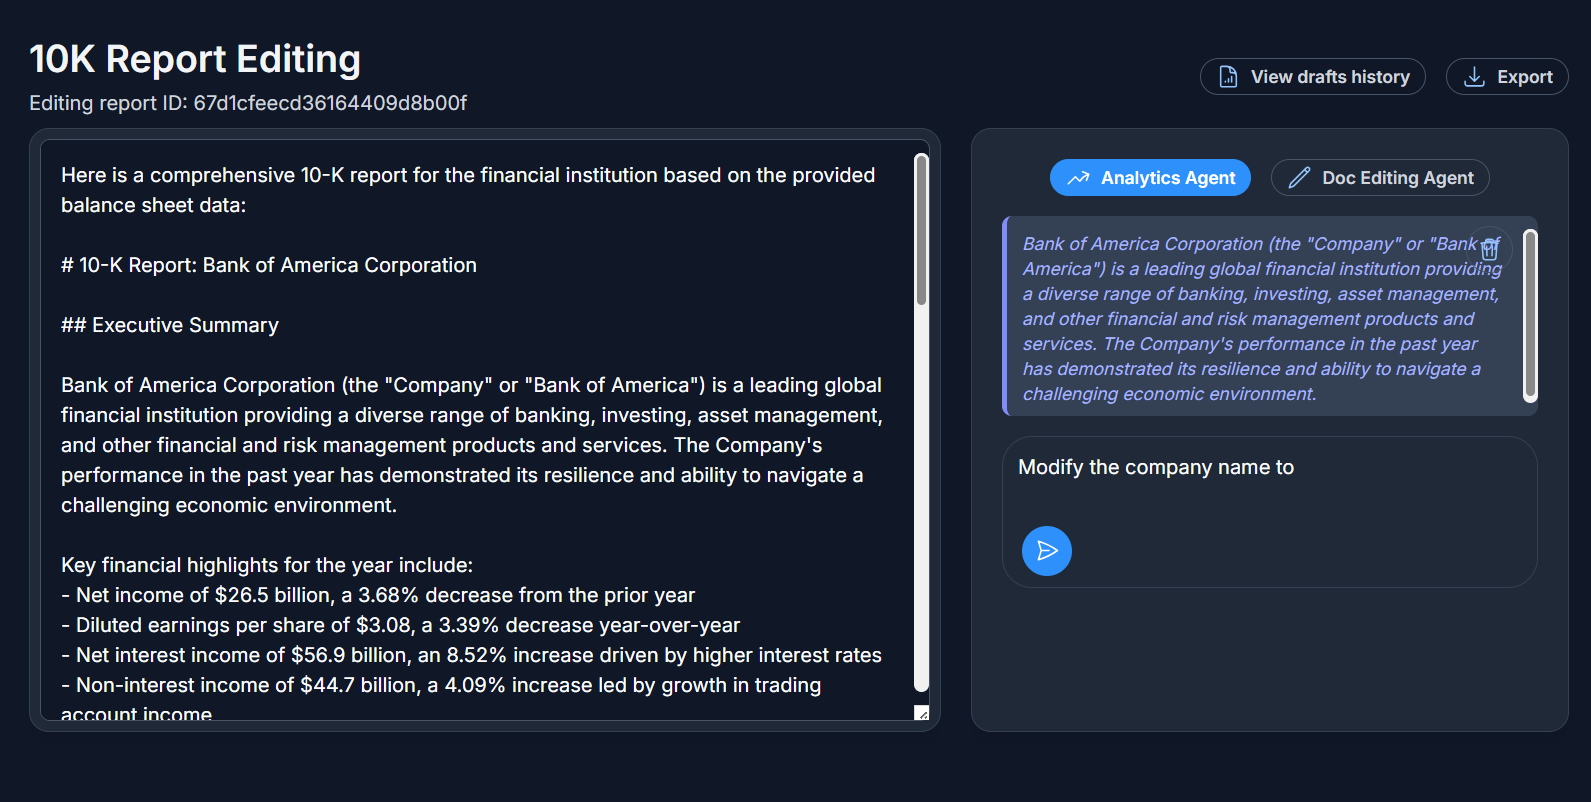 10K Report Editing
Editing report ID: 67d1cfeecd36164409d8b00f
View drafts history
Export
Here is a comprehensive 10-K report for the financial institution based on the provided
balance sheet data:
# 10-K Report: Bank of America Corporation
## Executive Summary
Bank of America Corporation (the "Company" or "Bank of America") is a leading global
financial institution providing a diverse range of banking, investing, asset management,
and other financial and risk management products and services. The Company's
performance in the past year has demonstrated its resilience and ability to navigate a
challenging economic environment.
Key financial highlights for the year include:
- Net income of $26.5 billion, a 3.68% decrease from the prior year
- Diluted earnings per share of $3.08, a 3.39% decrease year-over-year
- Net interest income of $56.9 billion, an 8.52% increase driven by higher interest rates
- Non-interest income of $44.7 billion, a 4.09% increase led by growth in trading
account income
Analytics Agent
Doc Editing Agent
Bank of America Corporation (the "Company" or "Bank of
America") is a leading global financial institution providing
a diverse range of banking, investing, asset management,
and other financial and risk management products and
services. The Company's performance in the past year
has demonstrated its resilience and ability to navigate a
challenging economic environment.
Modify the company name to